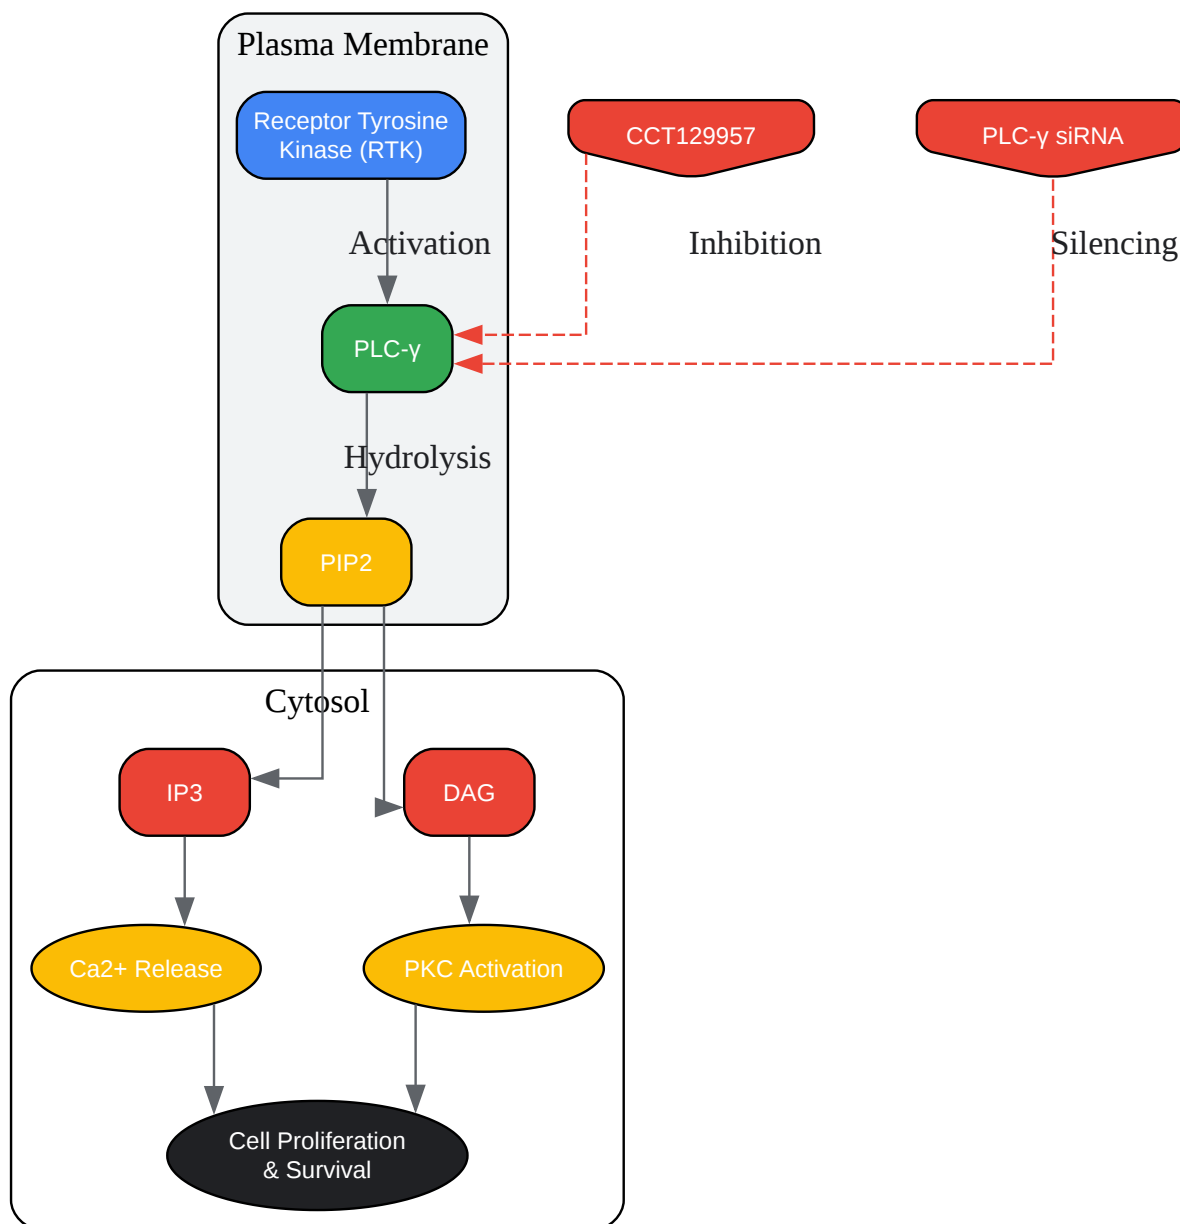 Plasma Membrane
Receptor Tyrosine
Kinase (RTK)
CCT129957
PLC-γ siRNA
Activation
Inhibition
Silencing
PLC-γ
Hydrolysis
PIP2
Cytosol
IP3
DAG
Ca2+ Release
PKC Activation
Cell Proliferation
& Survival